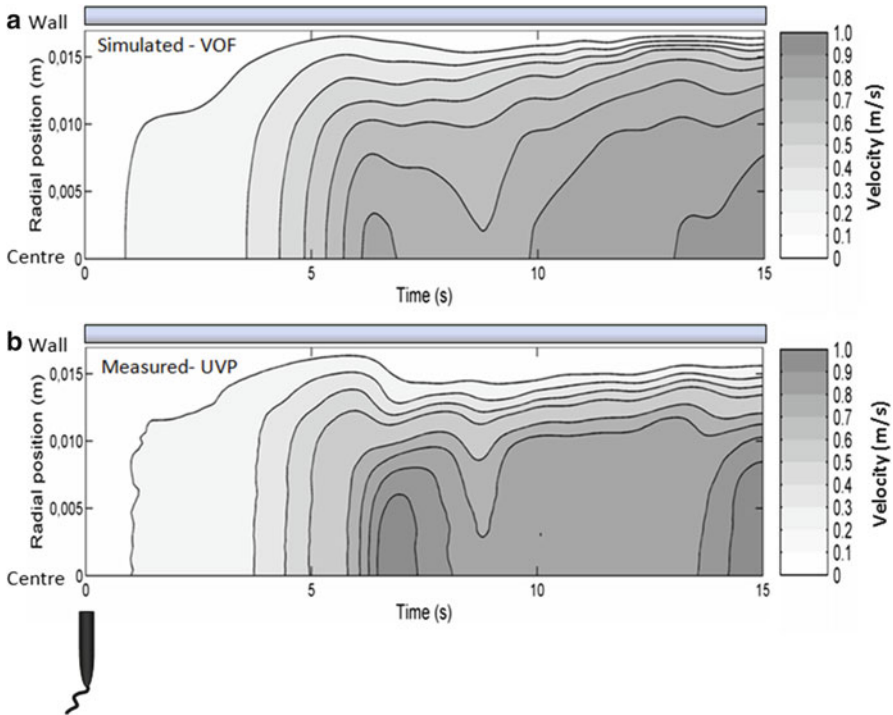 a Wall
Simulated - VOF
0,015
0,010
0,005
0
Radial position (m)
Centre
0 5 10 15
Time (s)
1.0
0.9
0.8
0.7
0.6
0.5
0.4
0.3
0.2
0.1
0
Velocity (m/s)
b Wall
Measured- UVP
0,015
0,010
0,005
0
Radial position (m)
Centre
0 5 10 15
Time (s)
1.0
0.9
0.8
0.7
0.6
0.5
0.4
0.3
0.2
0.1
0
Velocity (m/s)